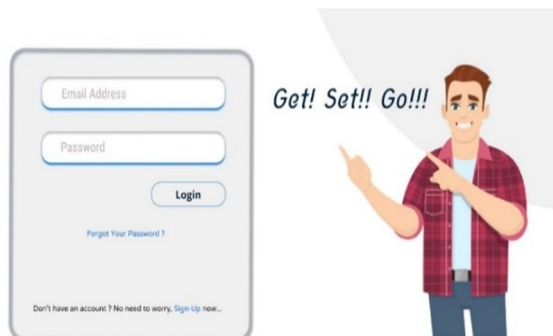 Email Address
Password
Login
Forgot Your Password ?
Don't have an account ? No need to worry, Sign-Up now...
Get! Set!! Go!!!